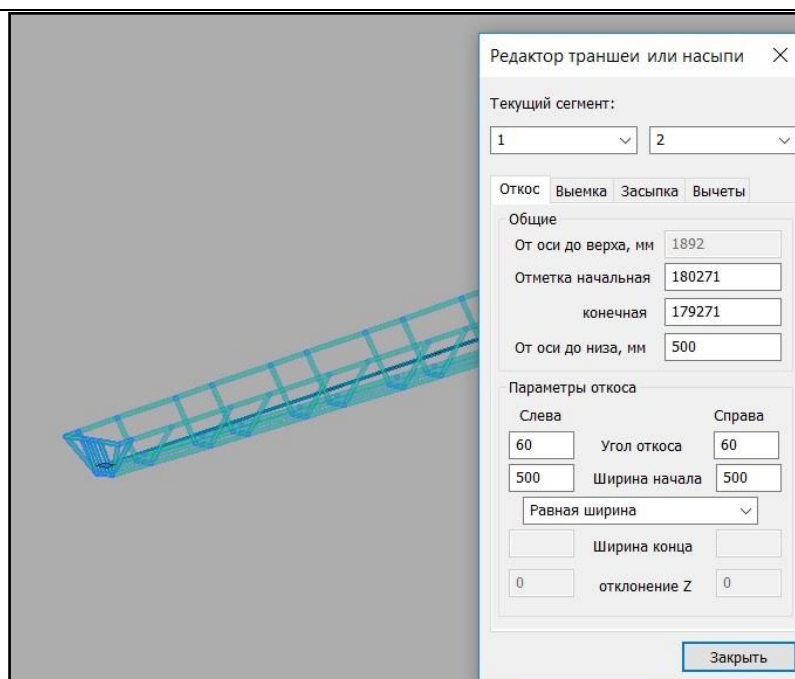 Редактор траншеи или насыпи
Текущий сегмент:
1 2
Откос Выемка Засыпка Вычеты
Общие
От оси до верха, мм 1892
Отметка начальная 180271
конечная 179271
От оси до низа, мм 500
Параметры откоса
Слева Справа
60 Угол откоса 60
500 Ширина начала 500
Равная ширина
Ширина конца
0 отклонение Z 0
Закрыть